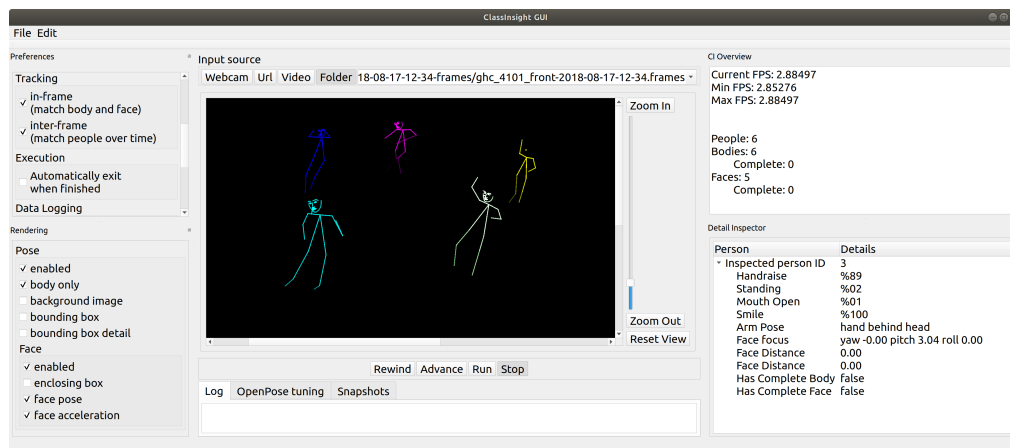 ClassInsight GUI
File Edit
Preferences
Tracking
in-frame
(match body and face)
inter-frame
(match people over time)
Execution
Automatically exit
when finished
Data Logging
Rendering
Pose
enabled
body only
background image
bounding box
bounding box detail
Face
enabled
enclosing box
face pose
face acceleration
Input source
Webcam Url Video Folder 18-08-17-12-34-frames/ghc_4101_front-2018-08-17-12-34.frames
Zoom In
Zoom Out
Reset View
Rewind Advance Run Stop
Log OpenPose tuning Snapshots
CI Overview
Current FPS: 2.88497
Min FPS: 2.85276
Max FPS: 2.88497
People: 6
Bodies: 6
Complete: 0
Faces: 5
Complete: 0
Detail Inspector
Person Details
Inspected person ID 3
Handraise %89
Standing %02
Mouth Open %01
Smile %100
Arm Pose hand behind head
Face focus yaw -0.00 pitch 3.04 roll 0.00
Face Distance 0.00
Face Distance 0.00
Has Complete Body false
Has Complete Face false